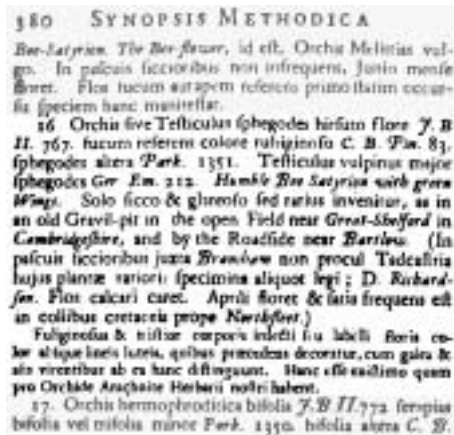 380 SYNOPSIS METHODICA
Bee-Satyrion. The Bee-flower, id est, Orchis Melittias vul-
go. In pascuis siccioribus non infrequens, Junio mense
floret. Flos fucum aut apem referens primo statim occur-
su speciem hanc manifestat.
16. Orchis sive Testiculus sphegodes hirsuto flore J. B
II. 767. fucum referens colore rubiginoso C. B. Pin. 83.
sphegodes altera Park. 1351. Testiculus vulpinus major
sphegodes Ger Em. 212. Humble Bee Satyrion with green
Wings. Solo sicco & glareoso sed rarius invenitur, as in
an old Gravil-pit in the open Field near Great-Shelford in
Cambridgeshire, and by the Roadside near Bartlow. (In
pascuis siccioribus juxta Bramham non procul Tadcastria
hujus plantæ rarioris specimina aliquot legi; D. Richard-
son. Flos calcari caret. Aprili floret & satis frequens est
in collibus cretaceis prope Northfleet.)
Fuliginosus & tristior corporis insecti seu labelli floris co-
lor absque lineis luteis, quibus præcedens decoratur, cum galea &
alis virentibus ab ea hanc distinguunt. Hanc esse existimo quam
pro Orchide Arachnite Herbarii nostri habent.
17. Orchis hermophroditica bifolia J. B II. 772 serapias
bifolia vel trifolia minor Park. 1350. bifolia altera C. B.